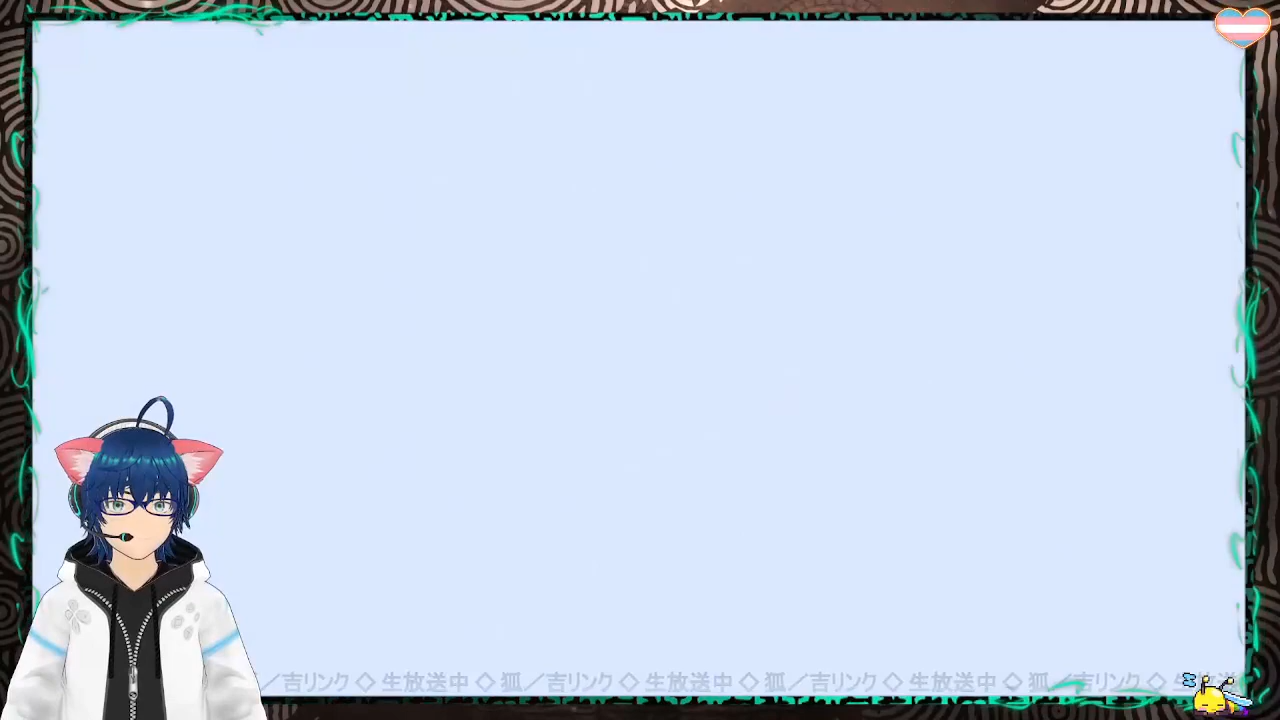 ／吉リンク ◇ 生放送中 ◇ 狐／吉リンク ◇ 生放送中 ◇ 狐／吉リンク ◇ 生放送中 ◇ 狐／吉リンク ◇ 生